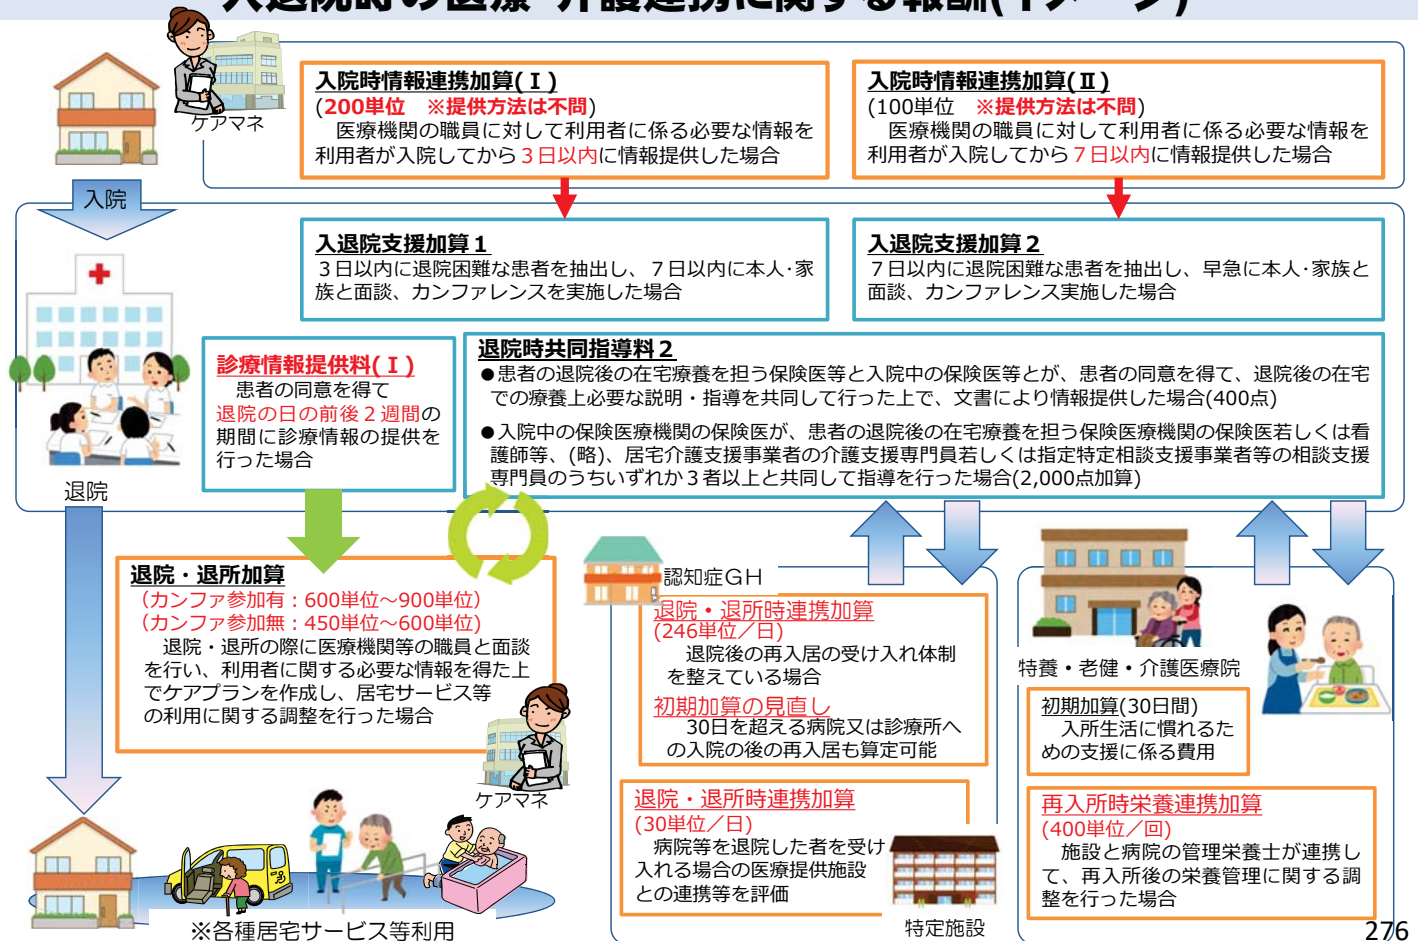 入退院時の医療・介護連携に関する報酬(イメージ)
ケアマネ
入院時情報連携加算(Ⅰ)
(200単位　※提供方法は不問)
医療機関の職員に対して利用者に係る必要な情報を
利用者が入院してから３日以内に情報提供した場合
入院時情報連携加算(Ⅱ)
(100単位　※提供方法は不問)
医療機関の職員に対して利用者に係る必要な情報を
利用者が入院してから７日以内に情報提供した場合
入院
入退院支援加算１
３日以内に退院困難な患者を抽出し、７日以内に本人･家
族と面談、カンファレンスを実施した場合
入退院支援加算２
７日以内に退院困難な患者を抽出し、早急に本人･家族と
面談、カンファレンス実施した場合
診療情報提供料(Ⅰ)
患者の同意を得て
退院の日の前後２週間の
期間に診療情報の提供を
行った場合
退院時共同指導料２
●患者の退院後の在宅療養を担う保険医等と入院中の保険医等とが、患者の同意を得て、退院後の在宅
での療養上必要な説明・指導を共同して行った上で、文書により情報提供した場合(400点)
●入院中の保険医療機関の保険医が、患者の退院後の在宅療養を担う保険医療機関の保険医若しくは看
護師等、(略)、居宅介護支援事業者の介護支援専門員若しくは指定特定相談支援事業者等の相談支援
専門員のうちいずれか３者以上と共同して指導を行った場合(2,000点加算)
退院
退院・退所加算
（カンファ参加有：600単位～900単位）
（カンファ参加無：450単位～600単位)
退院・退所の際に医療機関等の職員と面談
を行い、利用者に関する必要な情報を得た上
でケアプランを作成し、居宅サービス等
の利用に関する調整を行った場合
ケアマネ
※各種居宅サービス等利用
認知症GH
退院・退所時連携加算
(246単位／日)
退院後の再入居の受け入れ体制
を整えている場合
初期加算の見直し
30日を超える病院又は診療所へ
の入院の後の再入居も算定可能
退院・退所時連携加算
(30単位／日)
病院等を退院した者を受け
入れる場合の医療提供施設
との連携等を評価
特定施設
特養・老健・介護医療院
初期加算(30日間)
入所生活に慣れるた
めの支援に係る費用
再入所時栄養連携加算
(400単位／回)
施設と病院の管理栄養士が連携し
て、再入所後の栄養管理に関する調
整を行った場合
276